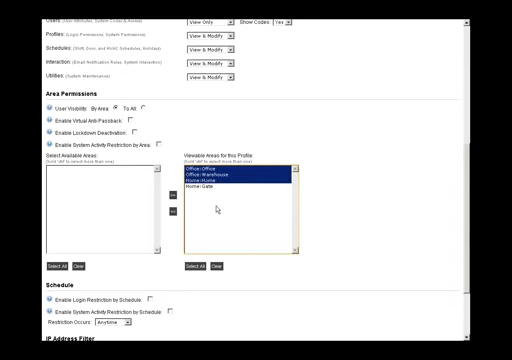 Users: (User Attributes, System Codes & Access) View Only Show Codes: Yes
Profiles: (Login Permissions, System Permissions) View & Modify
Schedules: (Shift, Door, and HVAC Schedules, Holidays) View & Modify
Interaction: (Email Notification Rules, System Interaction) View & Modify
Utilities: (System Maintenance) View & Modify
Area Permissions
User Visibility: By Area: To All:
Enable Virtual Anti-Passback:
Enable Lockdown Deactivation:
Enable System Activity Restriction by Area:
Select Available Areas: Viewable Areas for this Profile:
(hold 'shift' to select more than one) (hold 'shift' to select more than one)
Office:Office
Office:Warehouse
Home:Home
Home:Gate
Select All Clear Select All Clear
Schedule
Enable Login Restriction by Schedule:
Enable System Activity Restriction by Schedule:
Restriction Occurs: Anytime
IP Address Filter